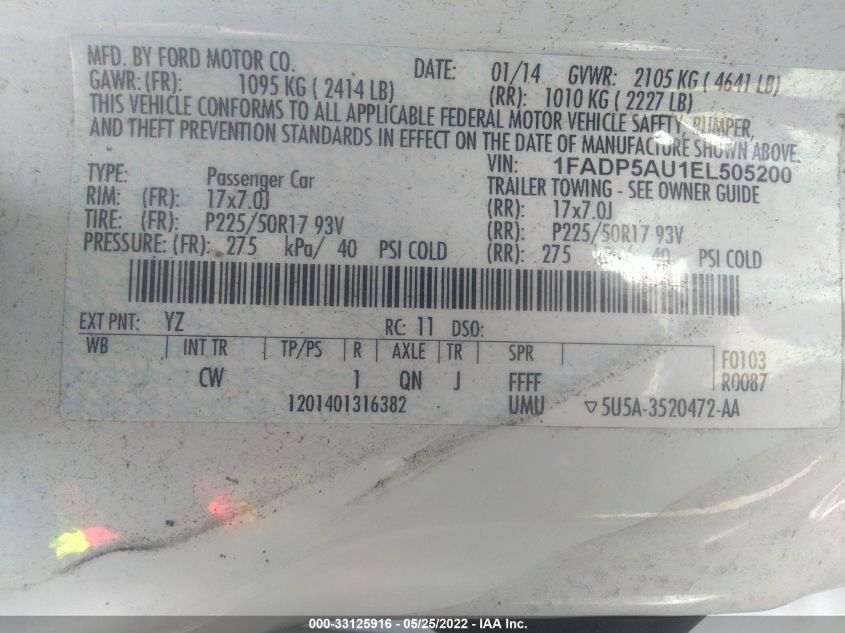 MFD. BY FORD MOTOR CO. DATE: 01/14 GVWR: 2105 KG ( 4641 LB)
GAWR: (FR): 1095 KG ( 2414 LB) (RR): 1010 KG ( 2227 LB)
THIS VEHICLE CONFORMS TO ALL APPLICABLE FEDERAL MOTOR VEHICLE SAFETY, BUMPER,
AND THEFT PREVENTION STANDARDS IN EFFECT ON THE DATE OF MANUFACTURE SHOWN ABOVE.
VIN: 1FADP5AU1EL505200
TYPE: Passenger Car TRAILER TOWING - SEE OWNER GUIDE
RIM: (FR): 17x7.0J (RR): 17x7.0J
TIRE: (FR): P225/50R17 93V (RR): P225/50R17 93V
PRESSURE: (FR): 275 kPa/ 40 PSI COLD (RR): 275 kPa/ 40 PSI COLD
EXT PNT: YZ RC: 11 DSO:
WB INT TR TP/PS R AXLE TR SPR F0103
CW 1 QN J FFFF R0087
1201401316382 UMU ▽5U5A-3520472-AA
000-33125916 - 05/25/2022 - IAA Inc.